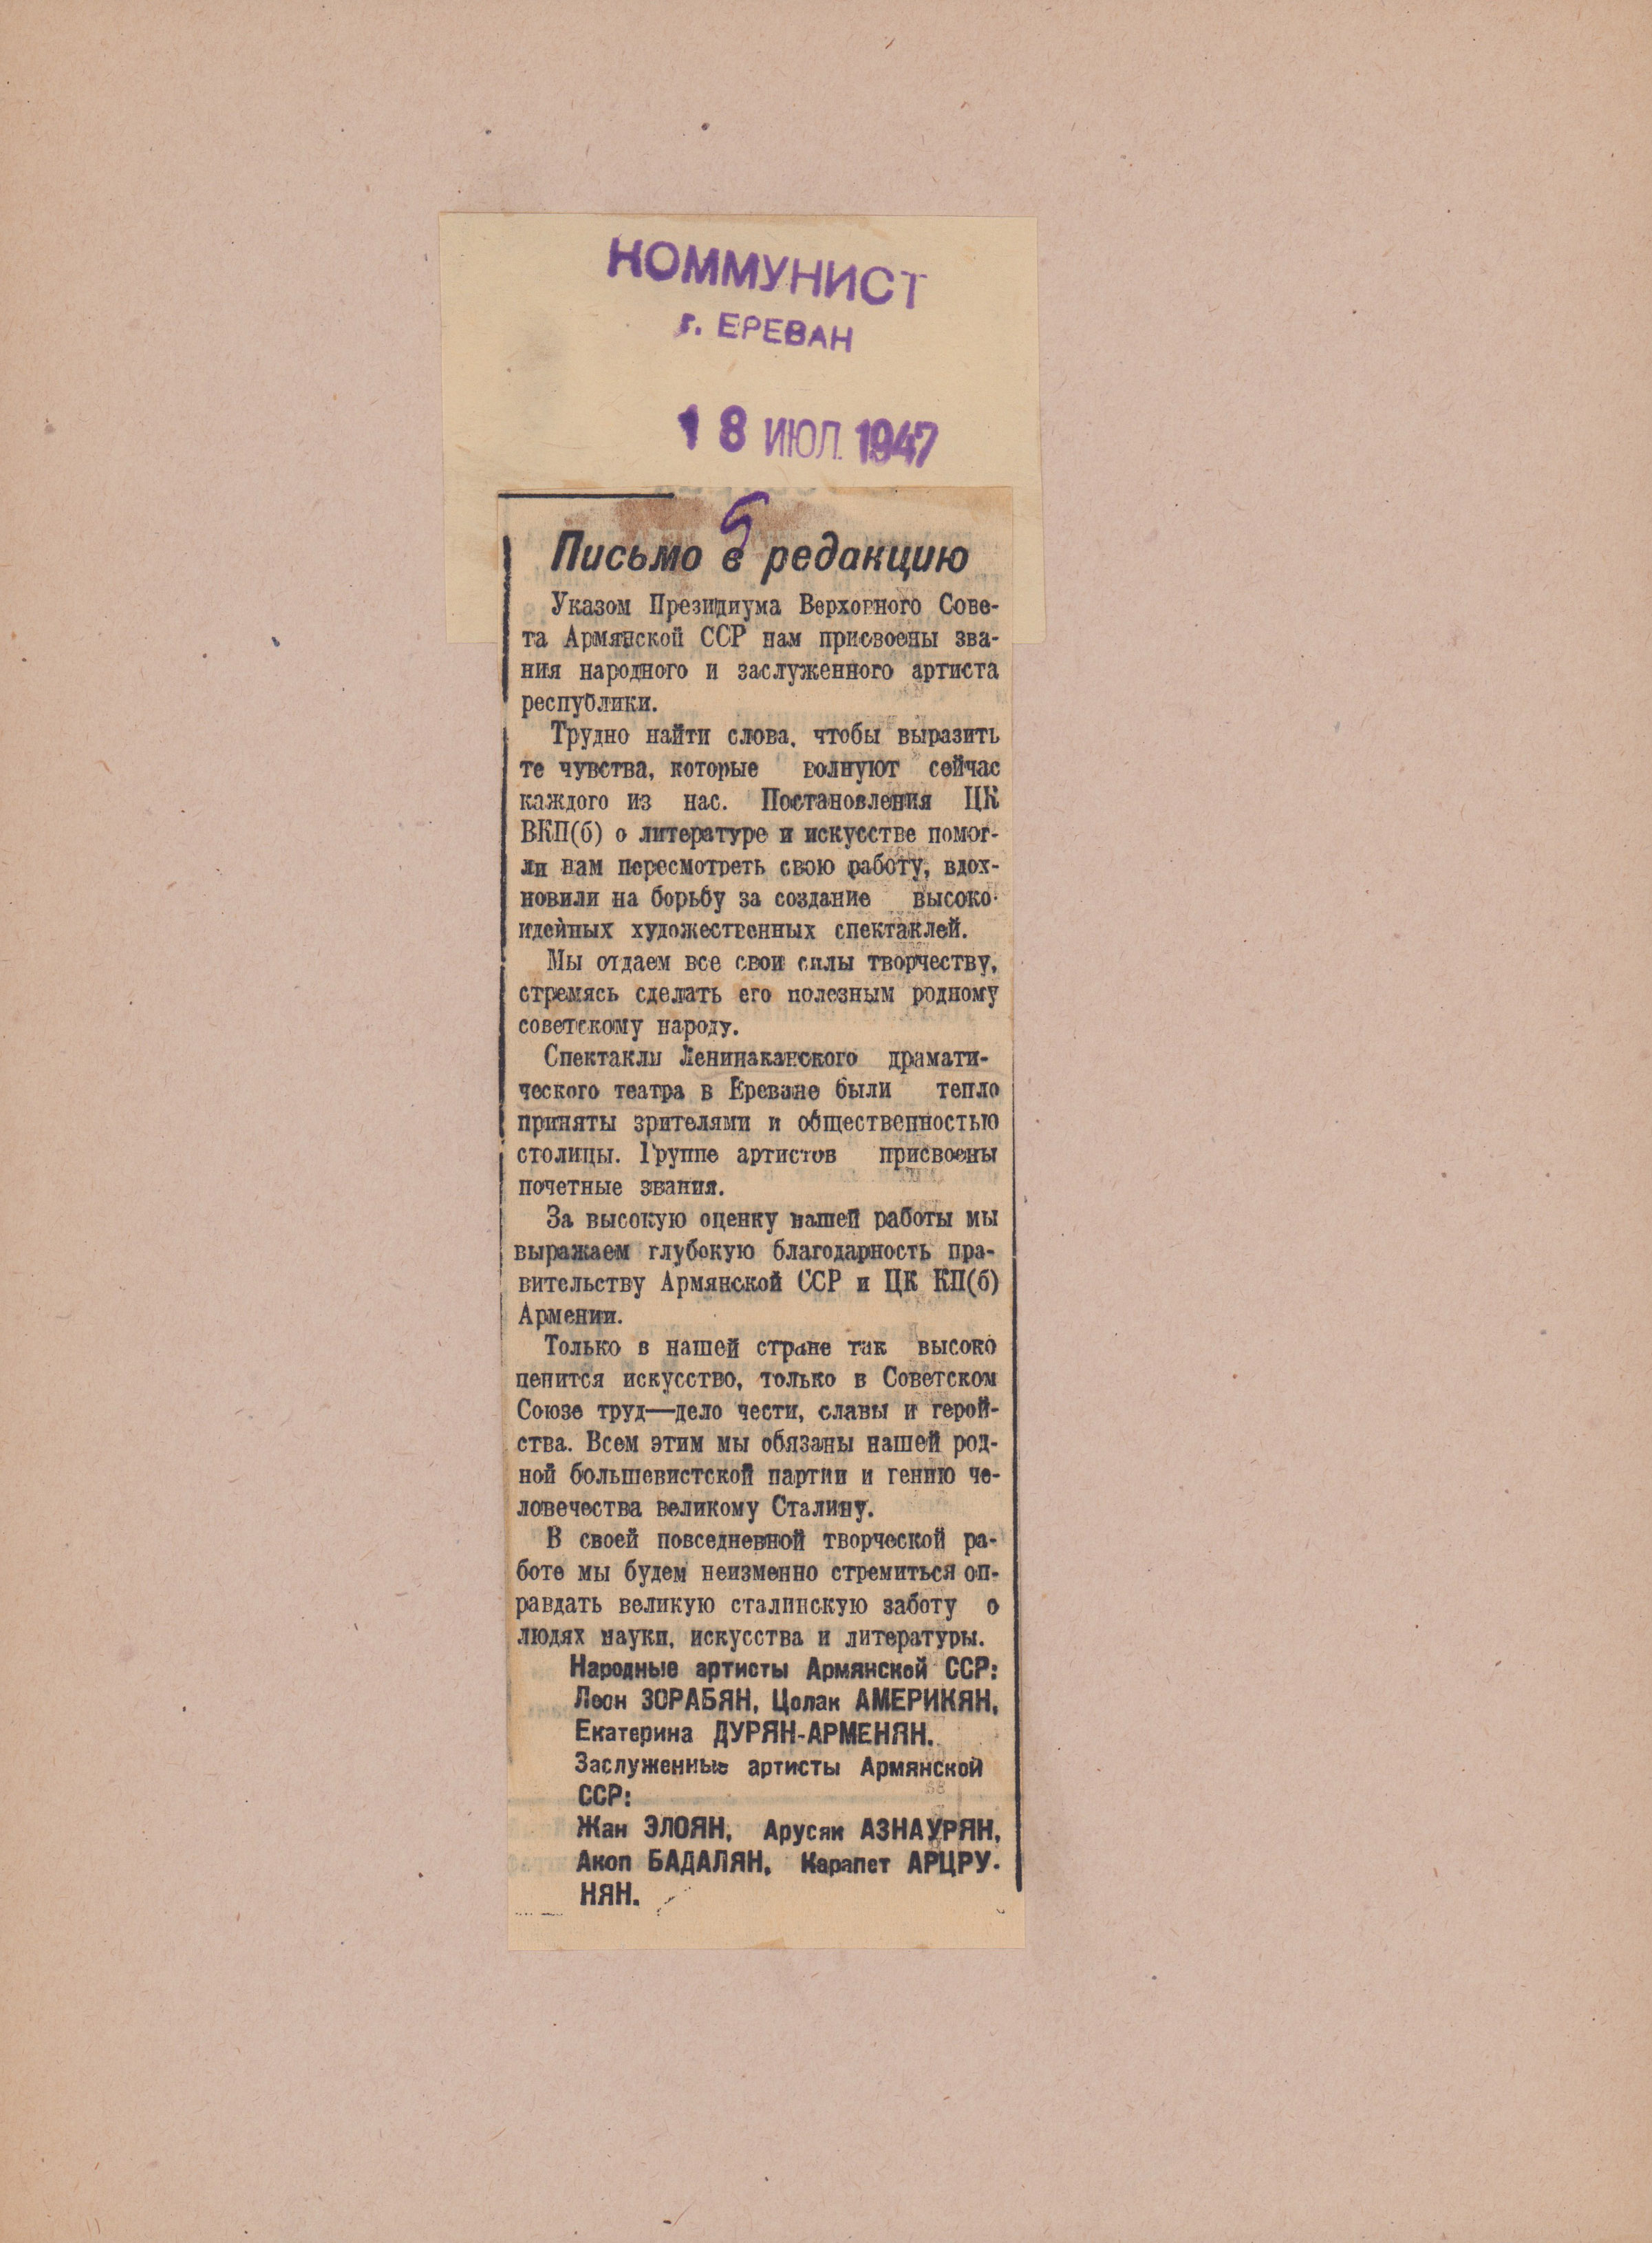 КОММУНИСТ
г. ЕРЕВАН
18 ИЮЛ. 1947
5
Письмо в редакцию
Указом Президиума Верховного Сове-
та Армянской ССР нам присвоены зва-
ния народного и заслуженного артиста
республики.
Трудно найти слова, чтобы выразить
те чувства, которые волнуют сейчас
каждого из нас. Постановления ЦК
ВКП(б) о литературе и искусстве помог-
ли нам пересмотреть свою работу, вдох-
новили на борьбу за создание высоко-
идейных художественных спектаклей.
Мы отдаем все свои силы творчеству,
стремясь сделать его полезным родному
советскому народу.
Спектакли Ленинаканского драмати-
ческого театра в Ереване были тепло
приняты зрителями и общественностью
столицы. Группе артистов присвоены
почетные звания.
За высокую оценку нашей работы мы
выражаем глубокую благодарность пра-
вительству Армянской ССР и ЦК КП(б)
Армении.
Только в нашей стране так высоко
ценится искусство, только в Советском
Союзе труд—дело чести, славы и герой-
ства. Всем этим мы обязаны нашей род-
ной большевистской партии и гению че-
ловечества великому Сталину.
В своей повседневной творческой ра-
боте мы будем неизменно стремиться оп-
равдать великую сталинскую заботу о
людях науки, искусства и литературы.
Народные артисты Армянской ССР:
Леон ЗОРАБЯН, Цолак АМЕРИКЯН,
Екатерина ДУРЯН-АРМЕНЯН.
Заслуженные артисты Армянской
ССР:
Жан ЭЛОЯН, Арусяк АЗНАУРЯН,
Акоп БАДАЛЯН, Карапет АРЦРУ-
НЯН.